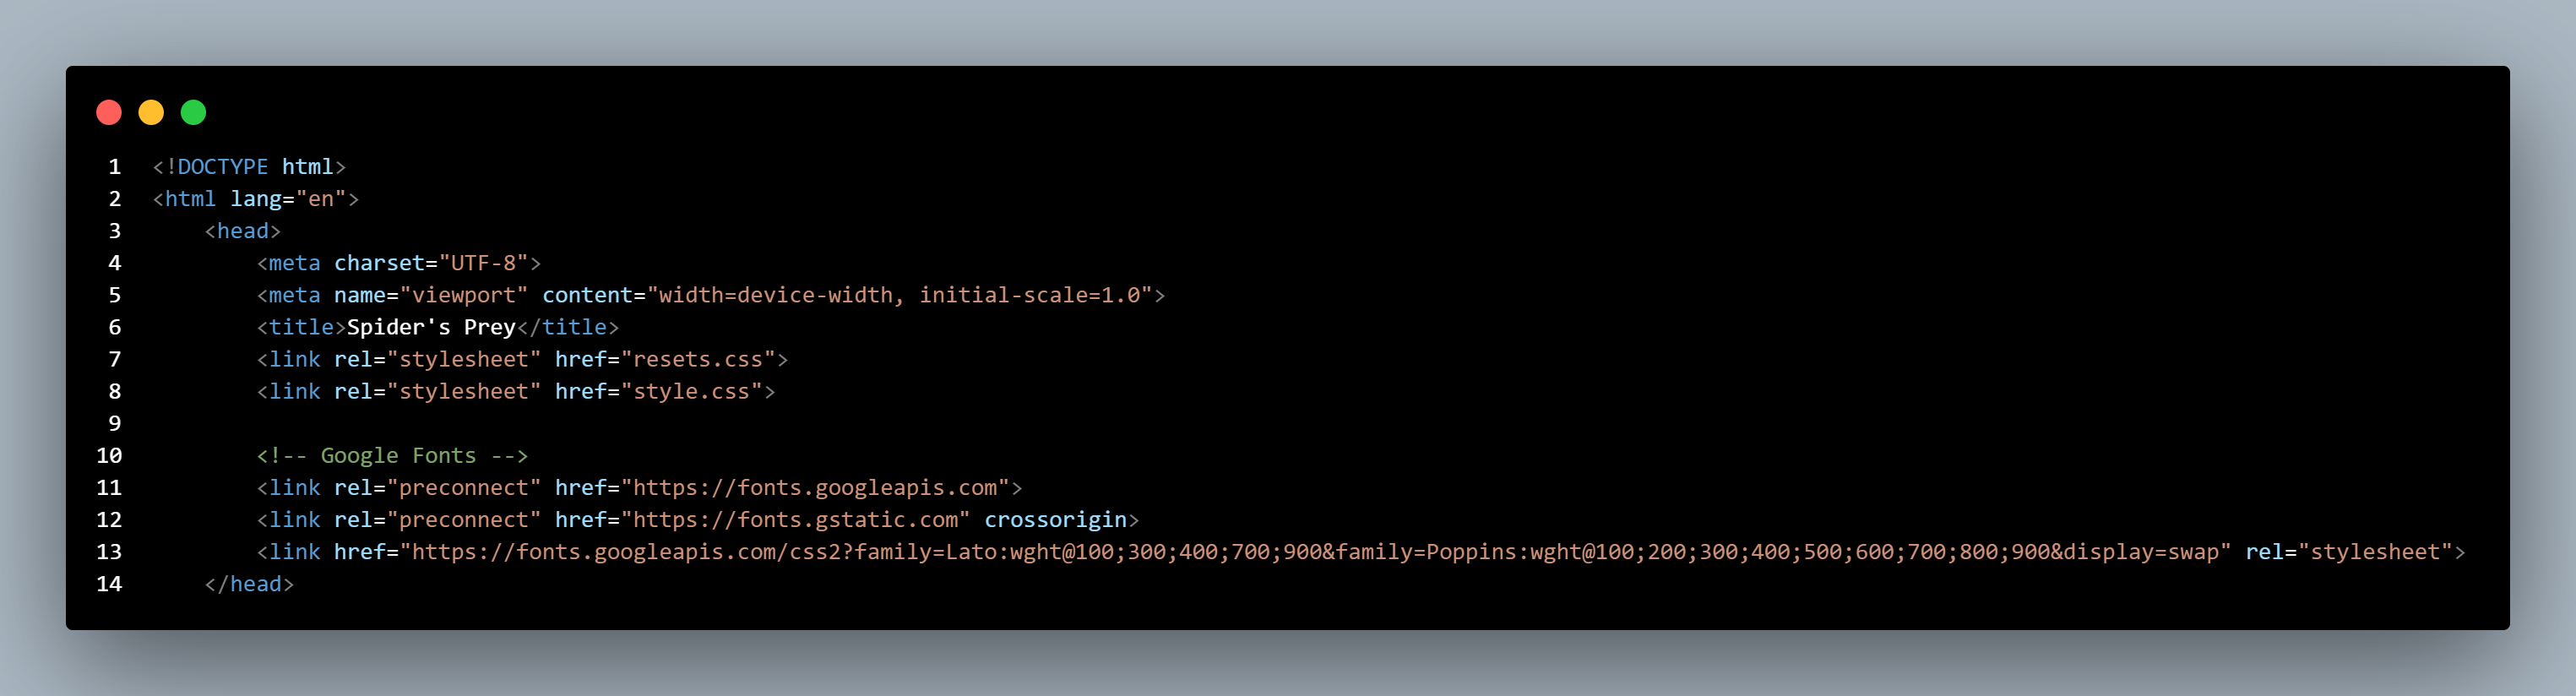 1 <!DOCTYPE html>
2 <html lang="en">
3     <head>
4         <meta charset="UTF-8">
5         <meta name="viewport" content="width=device-width, initial-scale=1.0">
6         <title>Spider's Prey</title>
7         <link rel="stylesheet" href="resets.css">
8         <link rel="stylesheet" href="style.css">
9
10         <!-- Google Fonts -->
11         <link rel="preconnect" href="https://fonts.googleapis.com">
12         <link rel="preconnect" href="https://fonts.gstatic.com" crossorigin>
13         <link href="https://fonts.googleapis.com/css2?family=Lato:wght@100;300;400;700;900&family=Poppins:wght@100;200;300;400;500;600;700;800;900&display=swap" rel="stylesheet">
14     </head>